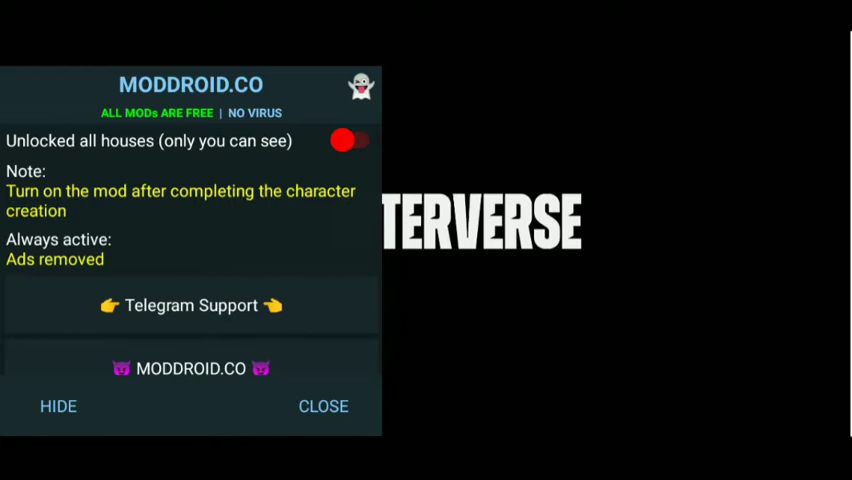 MODDROID.CO
ALL MODs ARE FREE | NO VIRUS
Unlocked all houses (only you can see)
Note:
Turn on the mod after completing the character
creation
Always active:
Ads removed
👉 Telegram Support 👈
😈 MODDROID.CO 😈
HIDE CLOSE
TERVERSE